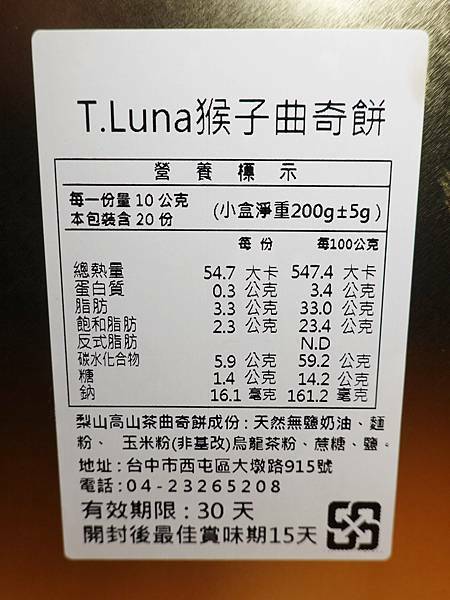 T.Luna猴子曲奇餅
營養標示
每一份量 10 公克
本包裝含 20 份
(小盒淨重200g±5g)
每 份 每100公克
總熱量 54.7 大卡 547.4 大卡
蛋白質 0.3 公克 3.4 公克
脂肪 3.3 公克 33.0 公克
飽和脂肪 2.3 公克 23.4 公克
反式脂肪 N.D
碳水化合物 5.9 公克 59.2 公克
糖 1.4 公克 14.2 公克
鈉 16.1 毫克 161.2 毫克
梨山高山茶曲奇餅成份:天然無鹽奶油、麵
粉、 玉米粉(非基改)烏龍茶粉、蔗糖、鹽。
地址:台中市西屯區大墩路915號
電話:04-23265208
有效期限:30 天
開封後最佳賞味期15天